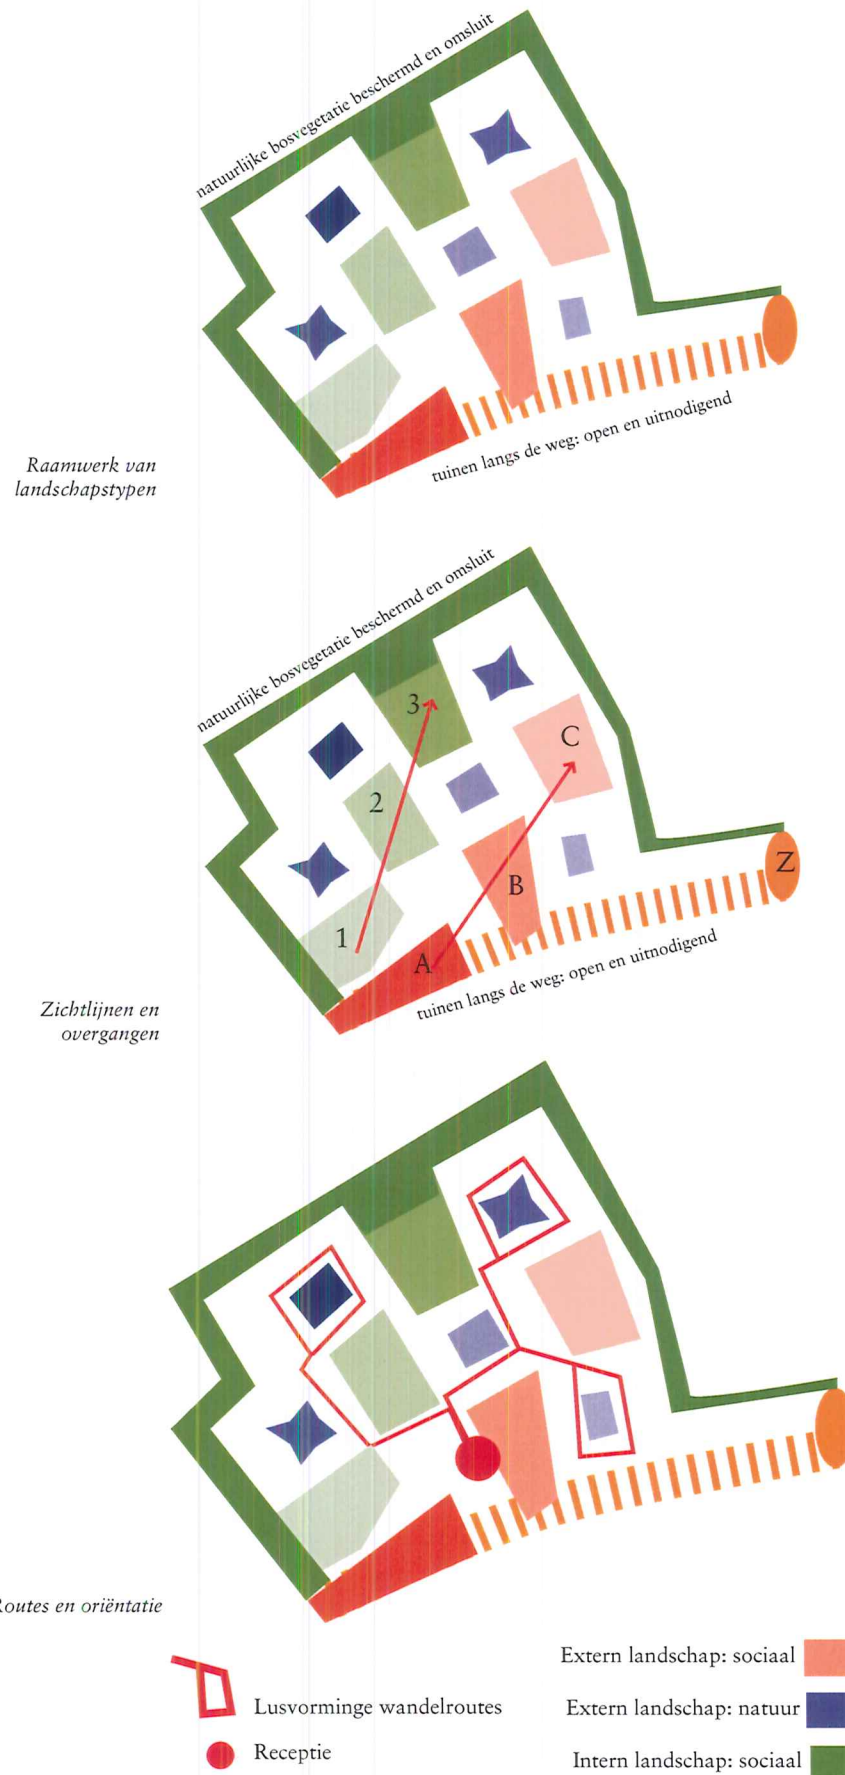 natuurlijke bosvegetatie beschermd en omsluit
tuinen langs de weg: open en uitnodigend
Raamwerk van
landschapstypen
natuurlijke bosvegetatie beschermd en omsluit
3
C
2
Z
B
1
A
tuinen langs de weg: open en uitnodigend
Zichtlijnen en
overgangen
Routes en oriëntatie
Extern landschap: sociaal
Lusvorminge wandelroutes
Extern landschap: natuur
Receptie
Intern landschap: sociaal